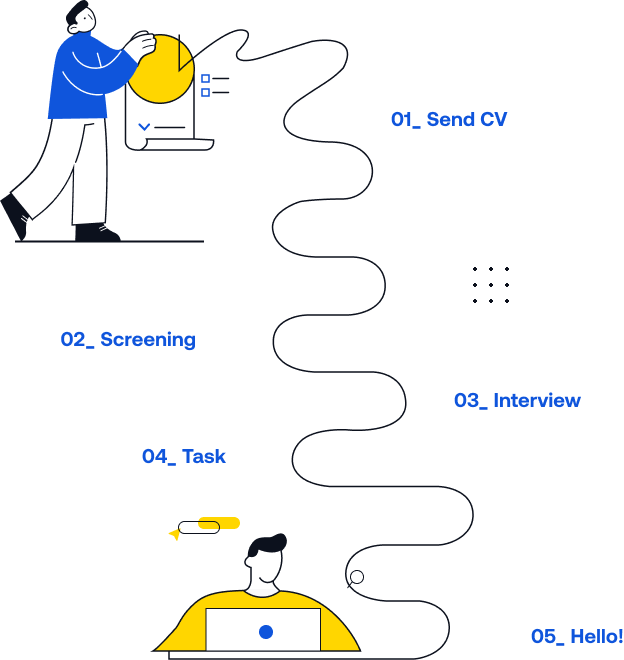 01_ Send CV
02_ Screening
03_ Interview
04_ Task
05_ Hello!